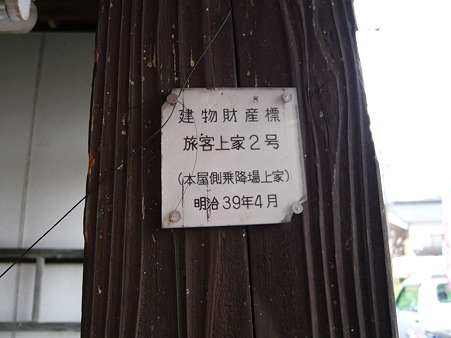 建物財産標
旅客上家2号
(本屋側乗降場上家)
明治39年4月